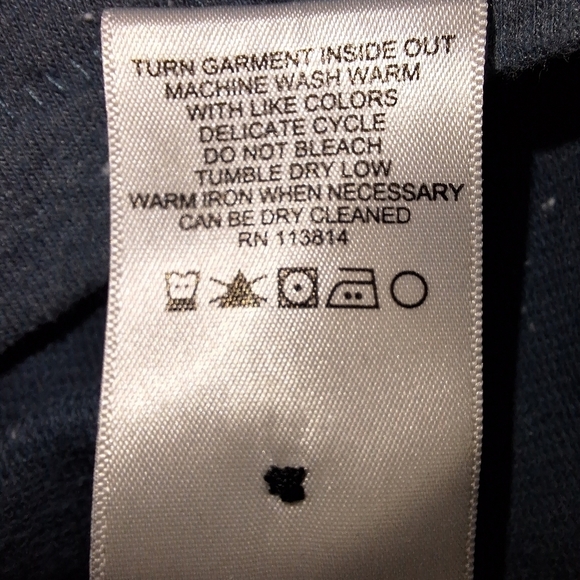 TURN GARMENT INSIDE OUT
MACHINE WASH WARM
WITH LIKE COLORS
DELICATE CYCLE
DO NOT BLEACH
TUMBLE DRY LOW
WARM IRON WHEN NECESSARY
CAN BE DRY CLEANED
RN 113814